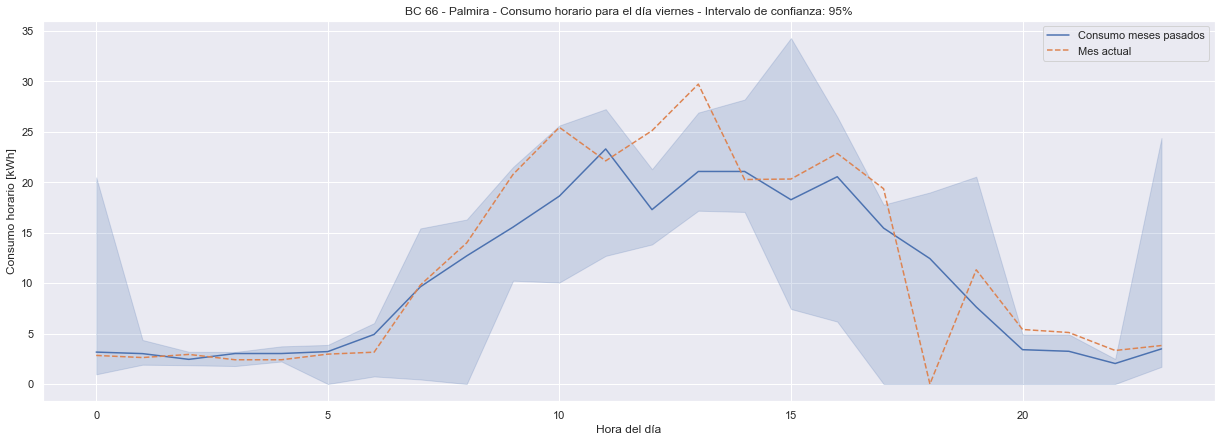 BC 66 - Palmira - Consumo horario para el día viernes - Intervalo de confianza: 95%
Consumo meses pasados
Mes actual
Consumo horario [kWh]
35
30
25
20
15
10
5
0
0
5
10
15
20
Hora del día